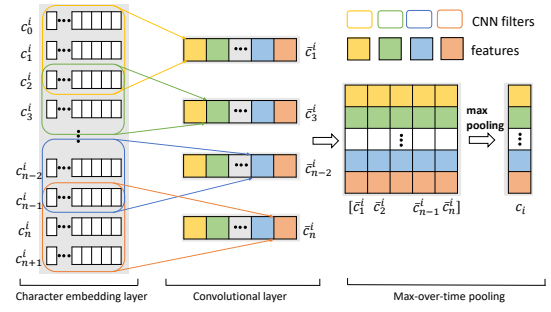 c_0^i
c_1^i
c_2^i
c_3^i
c_{n-2}^i
c_{n-1}^i
c_n^i
c_{n+1}^i
c̄_1^i
c̄_3^i
c̄_{n-2}^i
c̄_n^i
CNN filters
features
max
pooling
[c̄_1^i c̄_2^i c̄_{n-1}^i c̄_n^i]
c_i
Character embedding layer
Convolutional layer
Max-over-time pooling